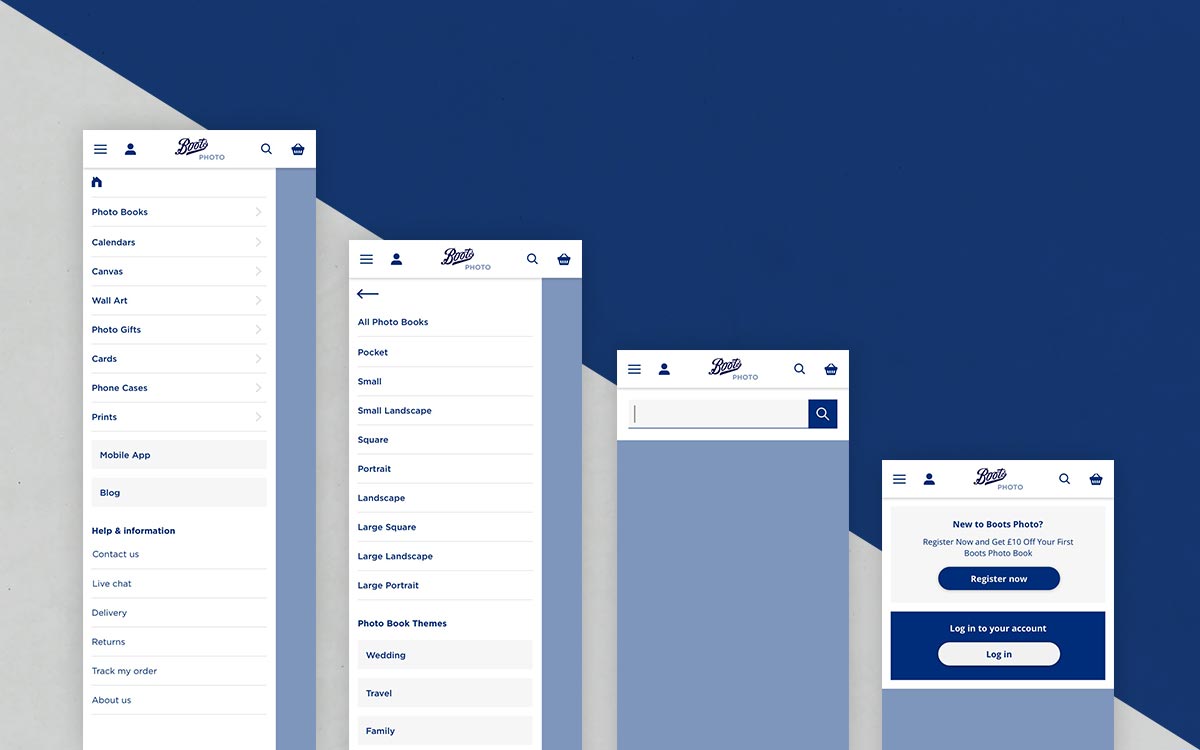 Boots
PHOTO
Photo Books
Calendars
Canvas
Wall Art
Photo Gifts
Cards
Phone Cases
Prints
Mobile App
Blog
Help & information
Contact us
Live chat
Delivery
Returns
Track my order
About us
Boots
PHOTO
All Photo Books
Pocket
Small
Small Landscape
Square
Portrait
Landscape
Large Square
Large Landscape
Large Portrait
Photo Book Themes
Wedding
Travel
Family
Boots
PHOTO
Boots
PHOTO
New to Boots Photo?
Register Now and Get £10 Off Your First
Boots Photo Book
Register now
Log in to your account
Log in